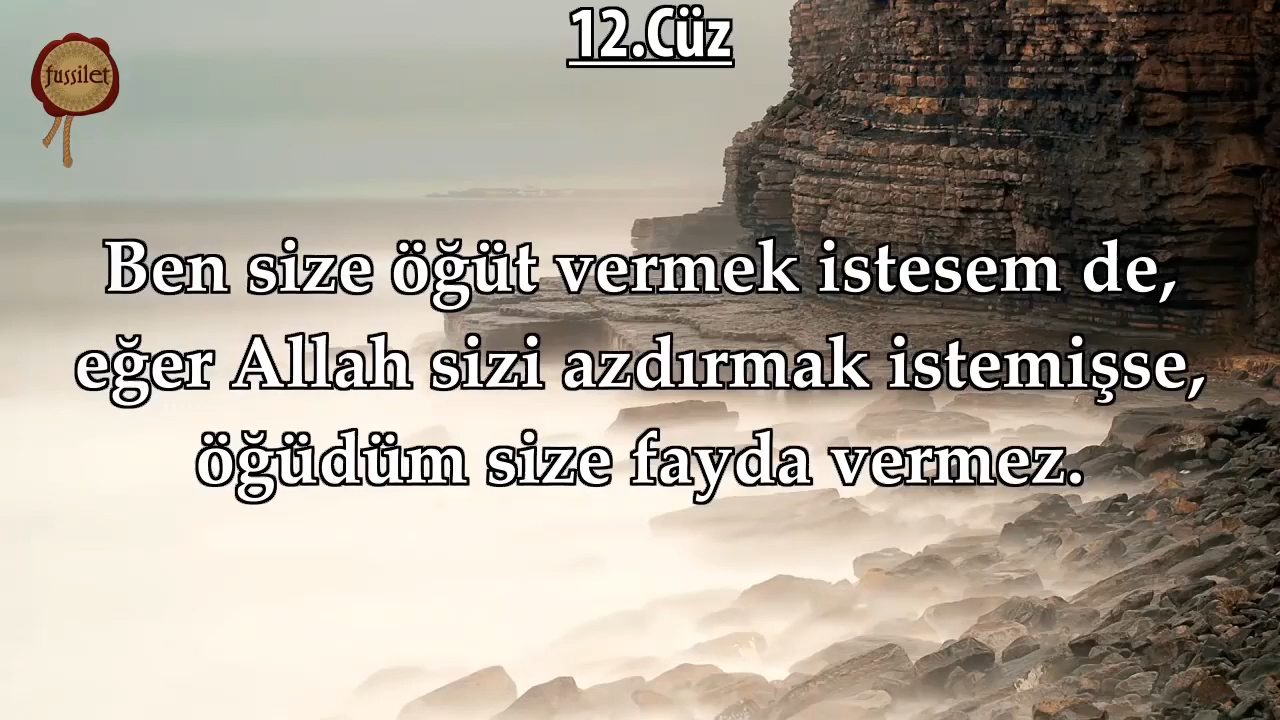 12.Cüz
fussilet
Ben size öğüt vermek istesem de,
eğer Allah sizi azdırmak istemişse,
öğüdüm size fayda vermez.